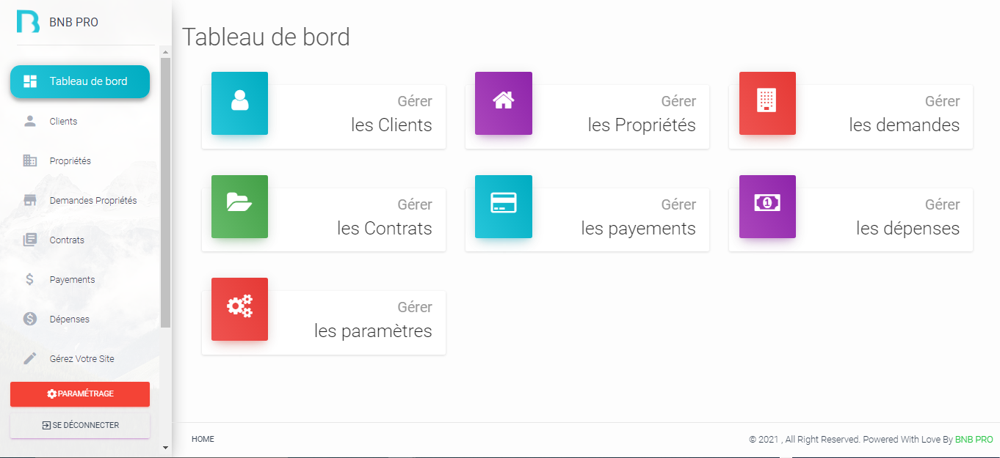 BNB PRO
Tableau de bord
Clients
Propriétés
Demandes Propriétés
Contrats
Payements
Dépenses
Gérez Votre Site
PARAMÉTRAGE
SE DÉCONNECTER
Tableau de bord
Gérer
les Clients
Gérer
les Propriétés
Gérer
les demandes
Gérer
les Contrats
Gérer
les payements
Gérer
les dépenses
Gérer
les paramètres
HOME
© 2021 , All Right Reserved. Powered With Love By BNB PRO